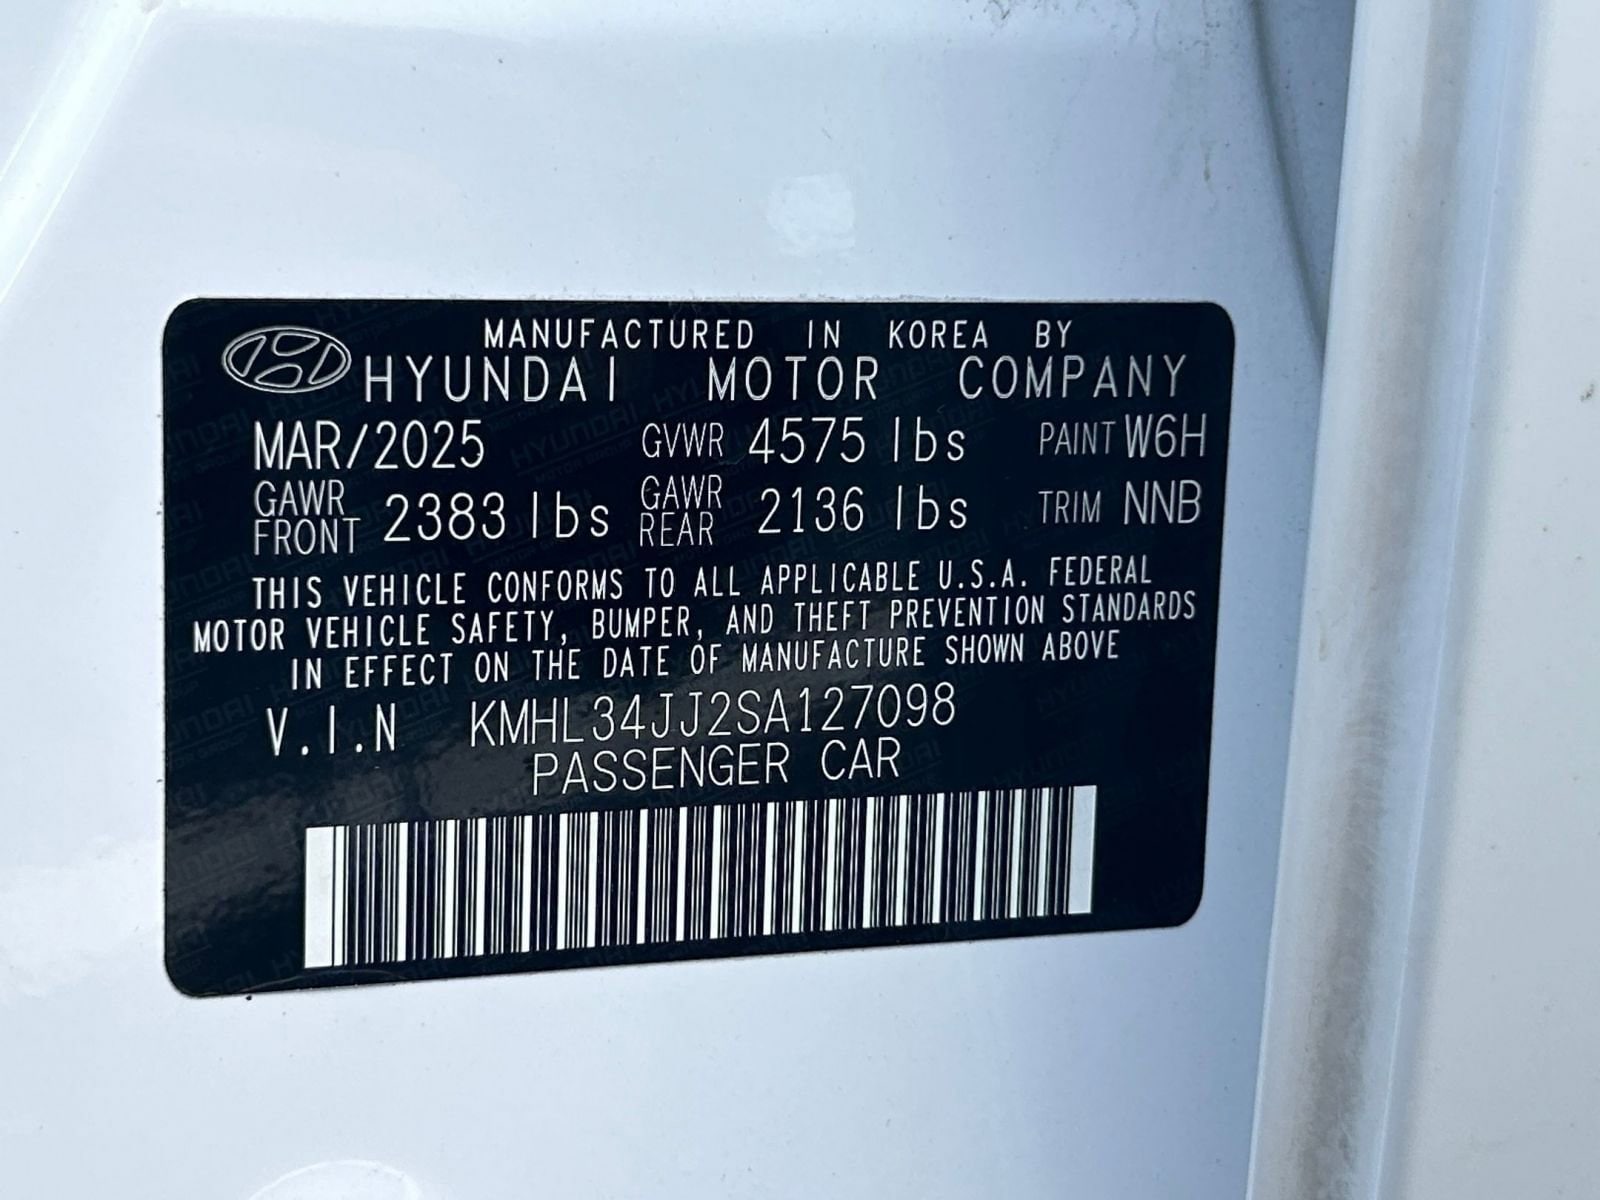 MANUFACTURED IN KOREA BY
HYUNDAI MOTOR COMPANY
MAR/2025 GVWR 4575 lbs PAINT W6H
GAWR FRONT 2383 lbs GAWR REAR 2136 lbs TRIM NNB
THIS VEHICLE CONFORMS TO ALL APPLICABLE U.S.A. FEDERAL
MOTOR VEHICLE SAFETY, BUMPER, AND THEFT PREVENTION STANDARDS
IN EFFECT ON THE DATE OF MANUFACTURE SHOWN ABOVE
V.I.N KMHL34JJ2SA127098
PASSENGER CAR